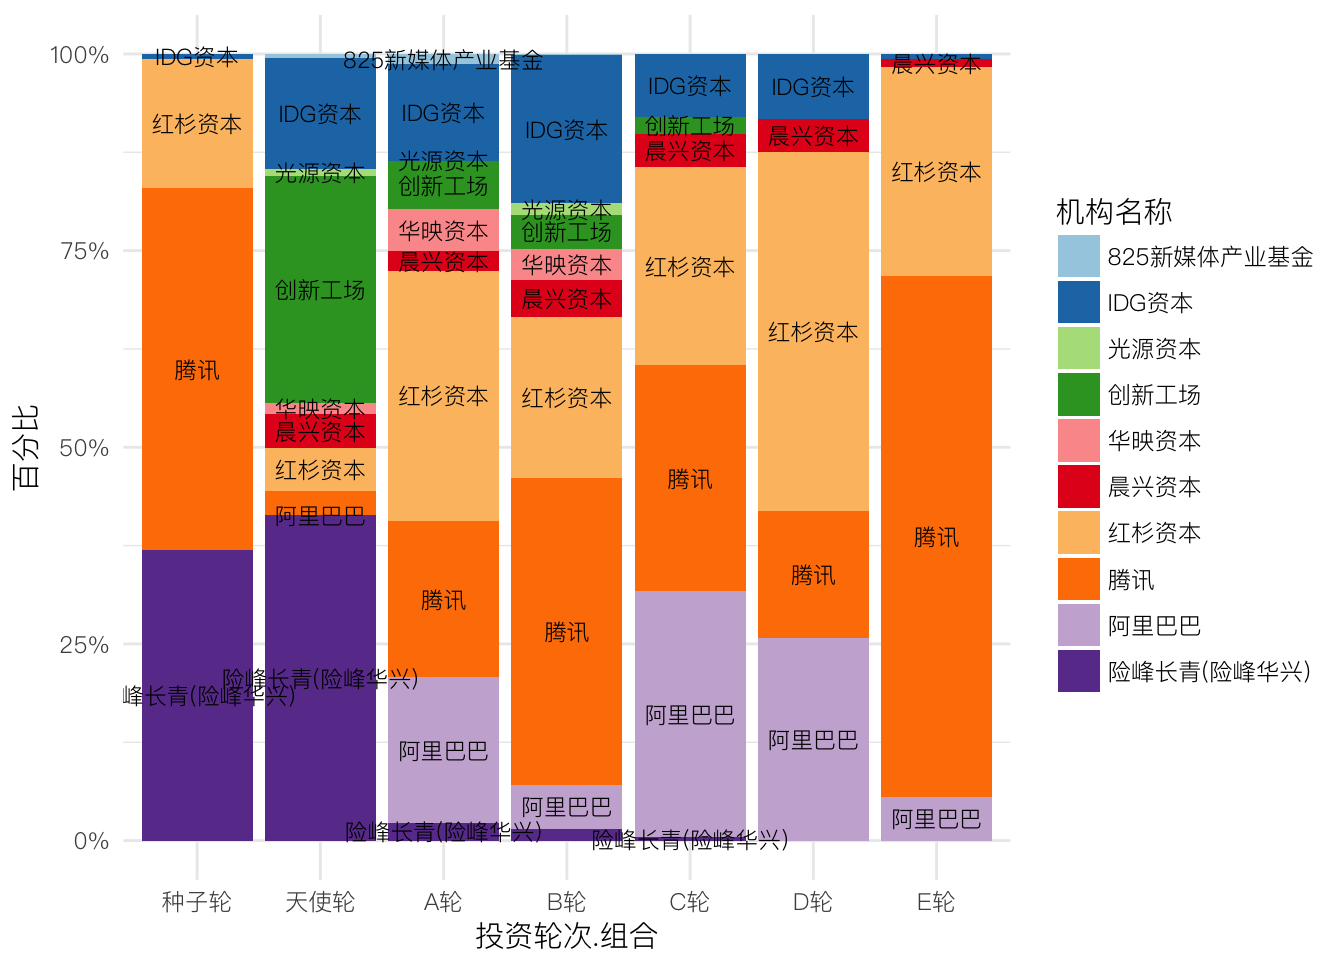 100%
75%
50%
25%
0%
百分比
IDG资本
红杉资本
腾讯
峰长青(险峰华兴)
IDG资本
光源资本
创新工场
华映资本
晨兴资本
红杉资本
阿里巴巴
险峰长青(险峰华兴)
825新媒体产业基金
IDG资本
光源资本
创新工场
华映资本
晨兴资本
红杉资本
腾讯
阿里巴巴
险峰长青(险峰华兴)
IDG资本
光源资本
创新工场
华映资本
晨兴资本
红杉资本
腾讯
阿里巴巴
IDG资本
创新工场
晨兴资本
红杉资本
腾讯
阿里巴巴
险峰长青(险峰华兴)
IDG资本
晨兴资本
红杉资本
腾讯
阿里巴巴
晨兴资本
红杉资本
腾讯
阿里巴巴
种子轮
天使轮
A轮
B轮
C轮
D轮
E轮
投资轮次.组合
机构名称
825新媒体产业基金
IDG资本
光源资本
创新工场
华映资本
晨兴资本
红杉资本
腾讯
阿里巴巴
险峰长青(险峰华兴)